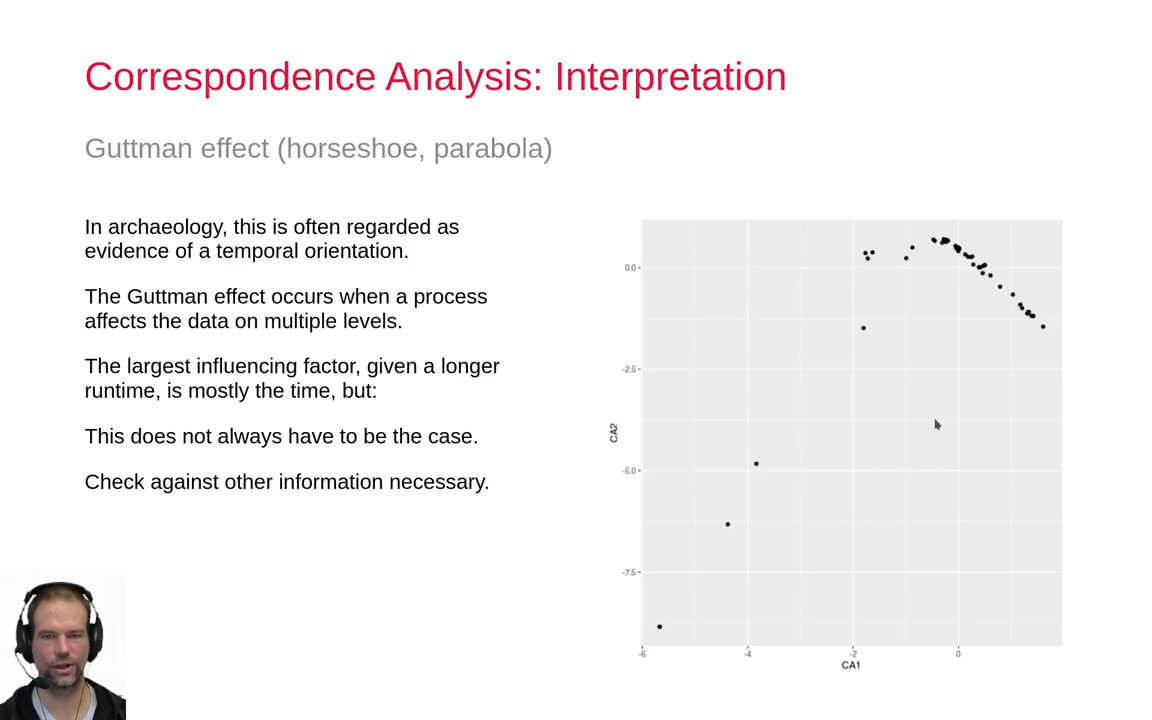 Correspondence Analysis: Interpretation
Guttman effect (horseshoe, parabola)
In archaeology, this is often regarded as
evidence of a temporal orientation.
The Guttman effect occurs when a process
affects the data on multiple levels.
The largest influencing factor, given a longer
runtime, is mostly the time, but:
This does not always have to be the case.
Check against other information necessary.
0.0
-2.5
CA2
-5.0
-7.5
-6 -4 -2 0
CA1